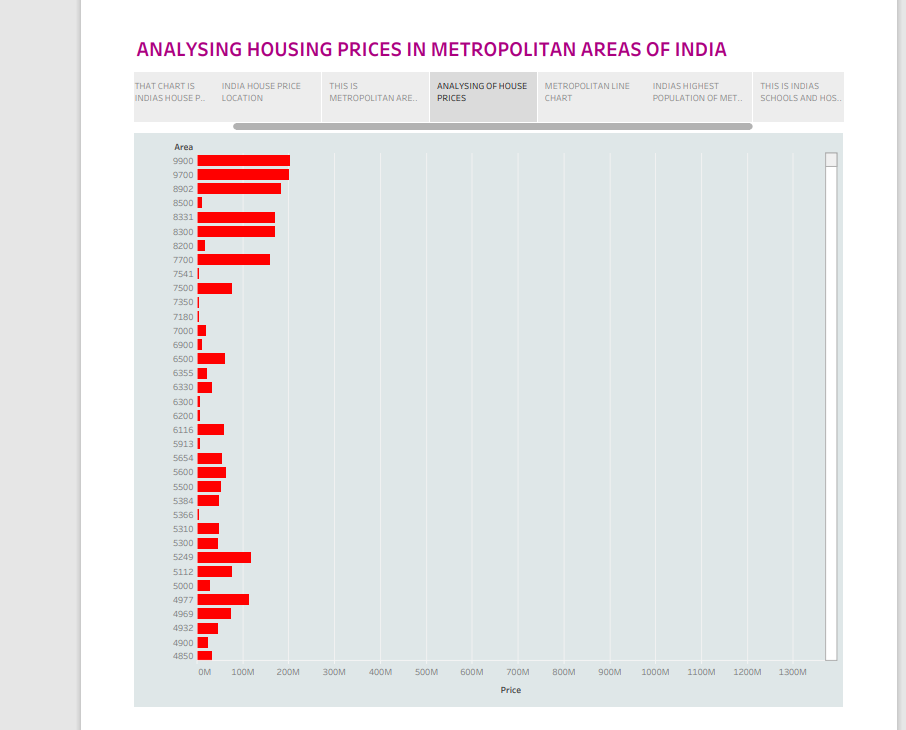 ANALYSING HOUSING PRICES IN METROPOLITAN AREAS OF INDIA
THAT CHART IS
INDIAS HOUSE P..
INDIA HOUSE PRICE
LOCATION
THIS IS
METROPOLITAN ARE..
ANALYSING OF HOUSE
PRICES
METROPOLITAN LINE
CHART
INDIAS HIGHEST
POPULATION OF MET..
THIS IS INDIAS
SCHOOLS AND HOS..
Area
9900
9700
8902
8500
8331
8300
8200
7700
7541
7500
7350
7180
7000
6900
6500
6355
6330
6300
6200
6116
5913
5654
5600
5500
5384
5366
5310
5300
5249
5112
5000
4977
4969
4932
4900
4850
0M 100M 200M 300M 400M 500M 600M 700M 800M 900M 1000M 1100M 1200M 1300M
Price